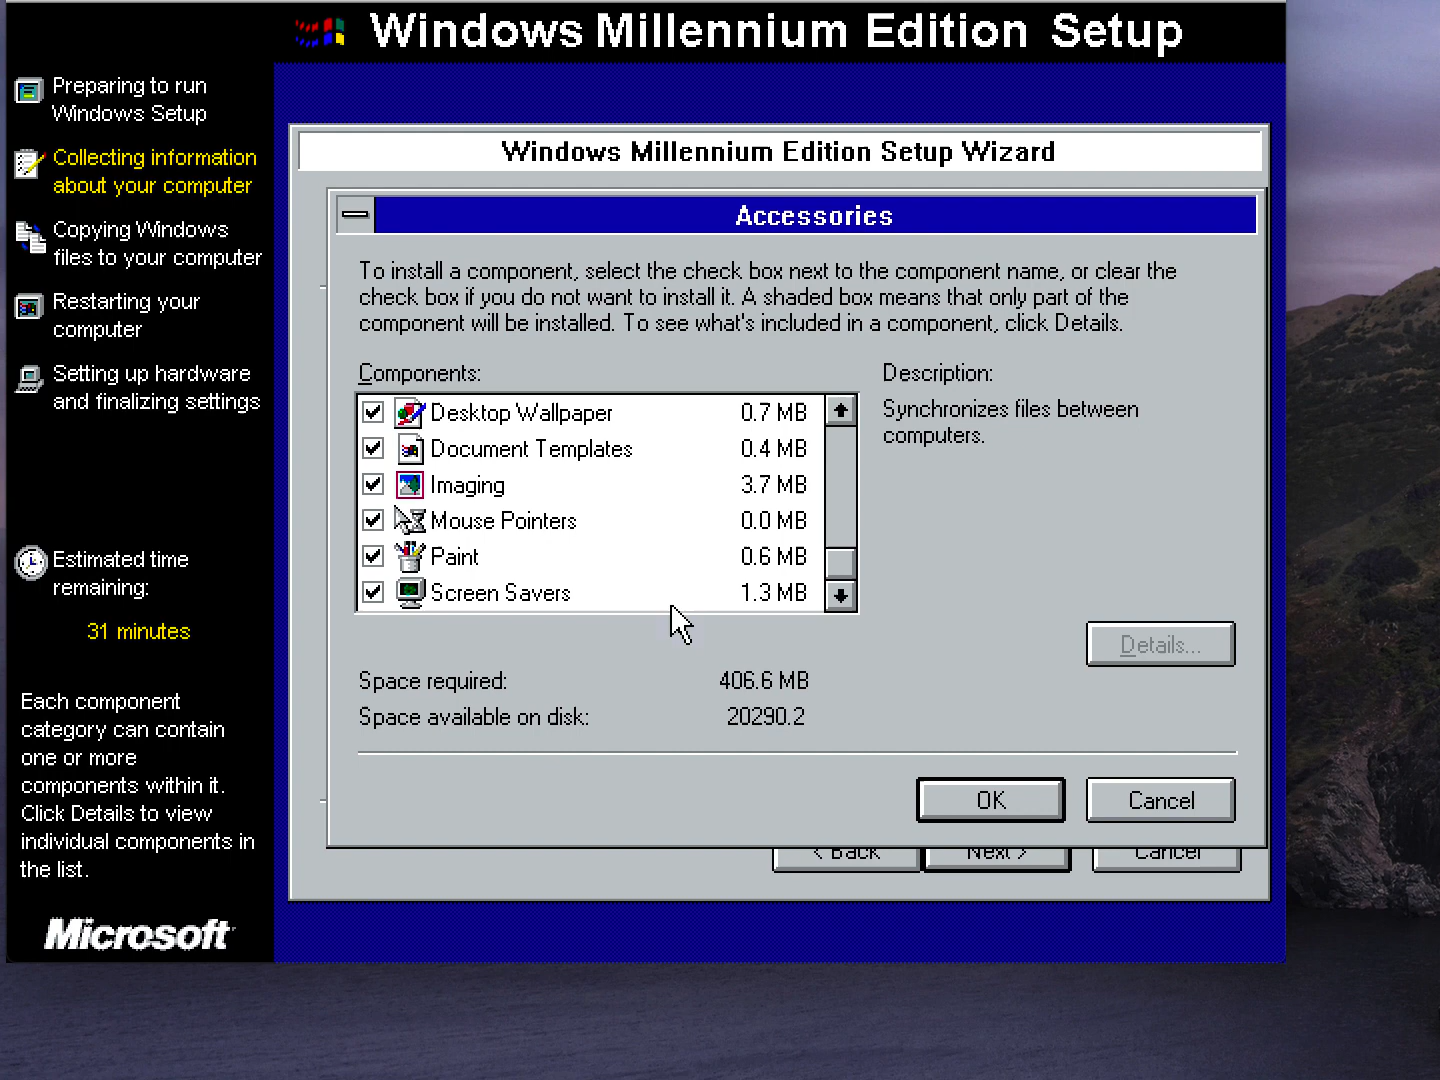 Windows Millennium Edition Setup
Preparing to run
Windows Setup
Collecting information
about your computer
Copying Windows
files to your computer
Restarting your
computer
Setting up hardware
and finalizing settings
Estimated time
remaining:
31 minutes
Each component
category can contain
one or more
components within it.
Click Details to view
individual components in
the list.
Microsoft
Windows Millennium Edition Setup Wizard
Accessories
To install a component, select the check box next to the component name, or clear the
check box if you do not want to install it. A shaded box means that only part of the
component will be installed. To see what's included in a component, click Details.
Components:
Desktop Wallpaper 0.7 MB
Document Templates 0.4 MB
Imaging 3.7 MB
Mouse Pointers 0.0 MB
Paint 0.6 MB
Screen Savers 1.3 MB
Description:
Synchronizes files between
computers.
Details...
Space required: 406.6 MB
Space available on disk: 20290.2
OK Cancel
< Back Next > Cancel